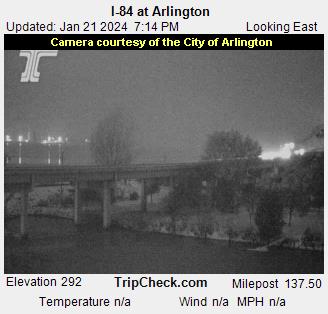 I-84 at Arlington
Updated: Jan 21 2024 7:14 PM Looking East
Camera courtesy of the City of Arlington
Elevation 292 TripCheck.com Milepost 137.50
Temperature n/a Wind n/a MPH n/a